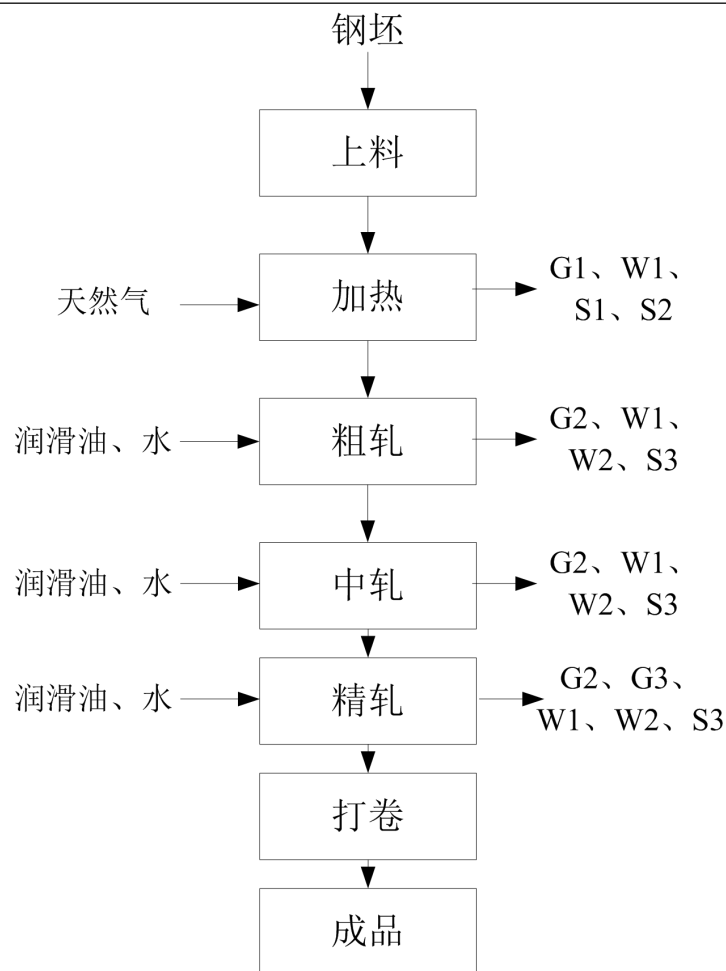 钢坯
上料
天然气
加热
G1、W1、
S1、S2
润滑油、水
粗轧
G2、W1、
W2、S3
润滑油、水
中轧
G2、W1、
W2、S3
润滑油、水
精轧
G2、G3、
W1、W2、S3
打卷
成品